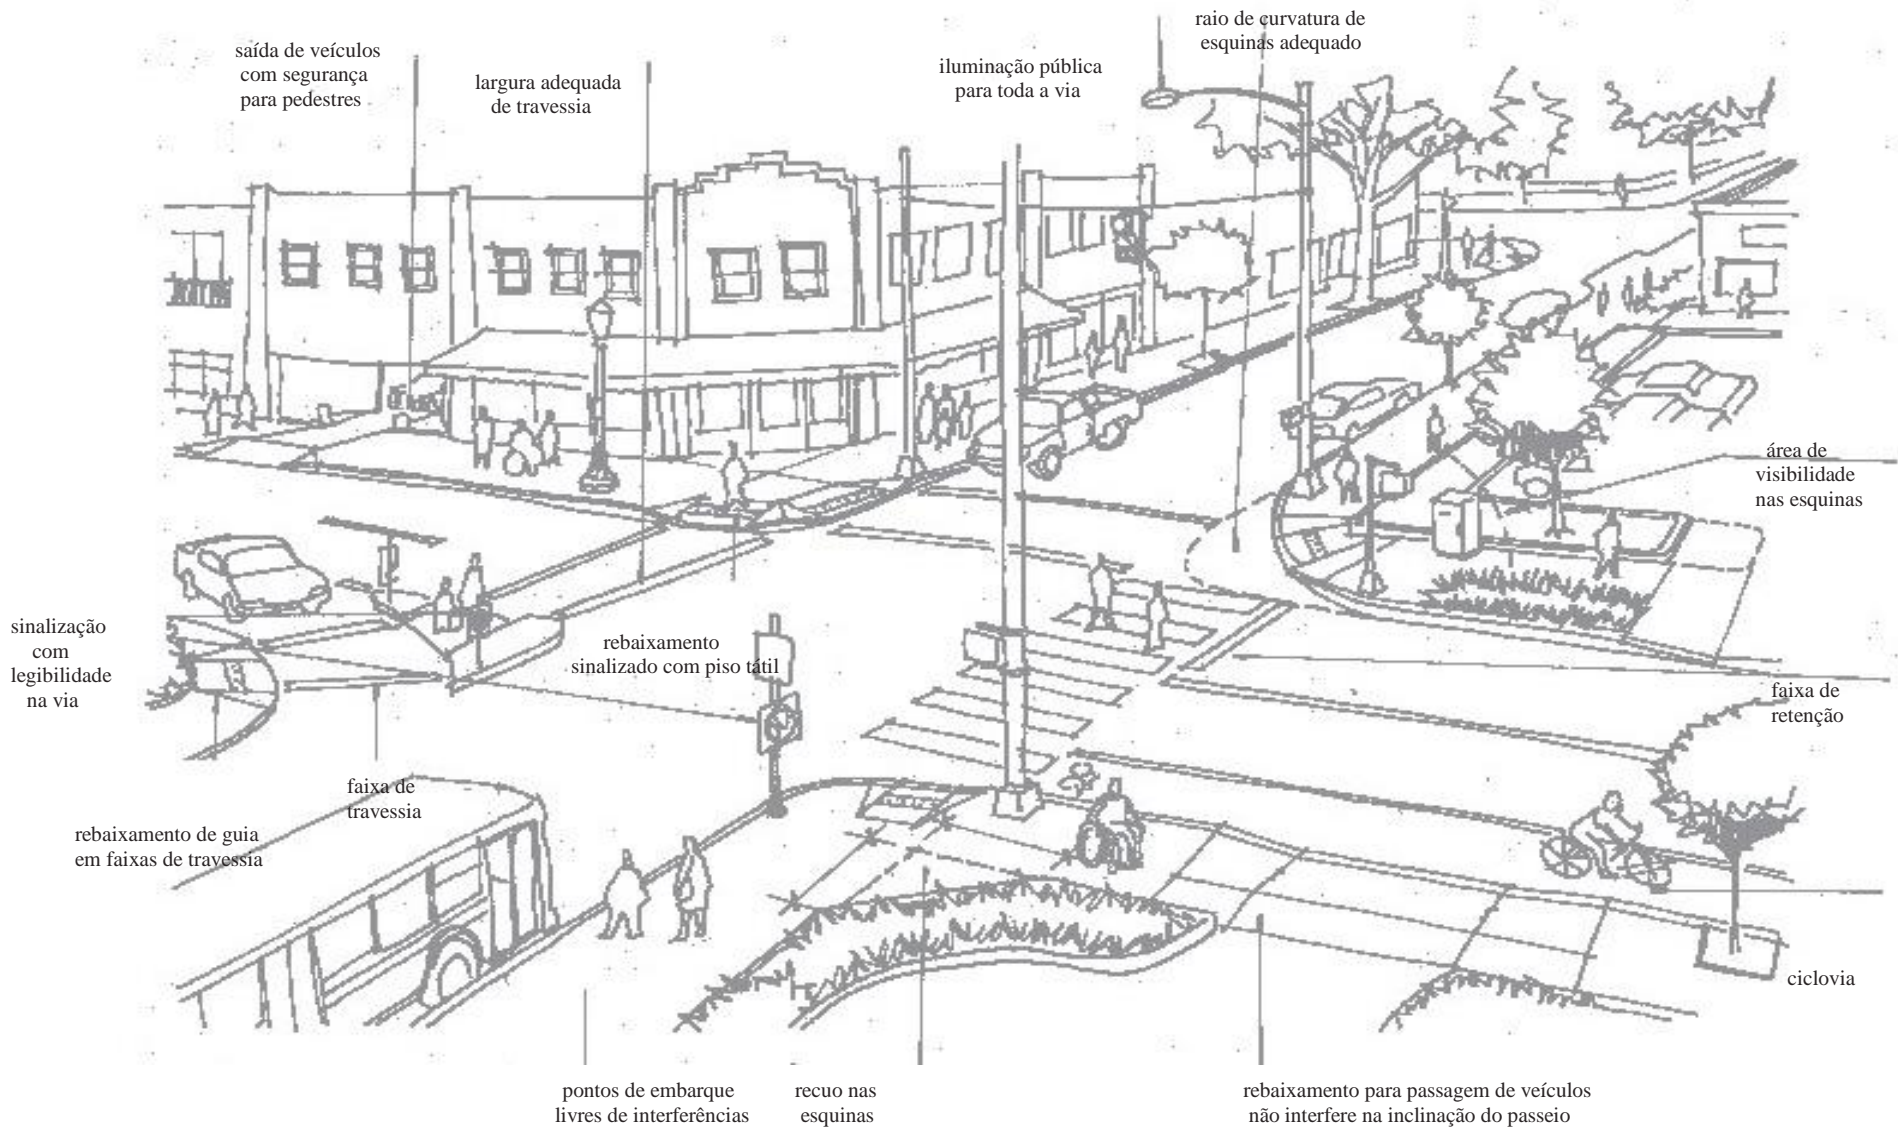 saída de veículos
com segurança
para pedestres
largura adequada
de travessia
iluminação pública
para toda a via
raio de curvatura de
esquinas adequado
área de
visibilidade
nas esquinas
sinalização
com
legibilidade
na via
rebaixamento
sinalizado com piso tátil
faixa de
retenção
faixa de
travessia
rebaixamento de guia
em faixas de travessia
ciclovia
pontos de embarque
livres de interferências
recuo nas
esquinas
rebaixamento para passagem de veículos
não interfere na inclinação do passeio